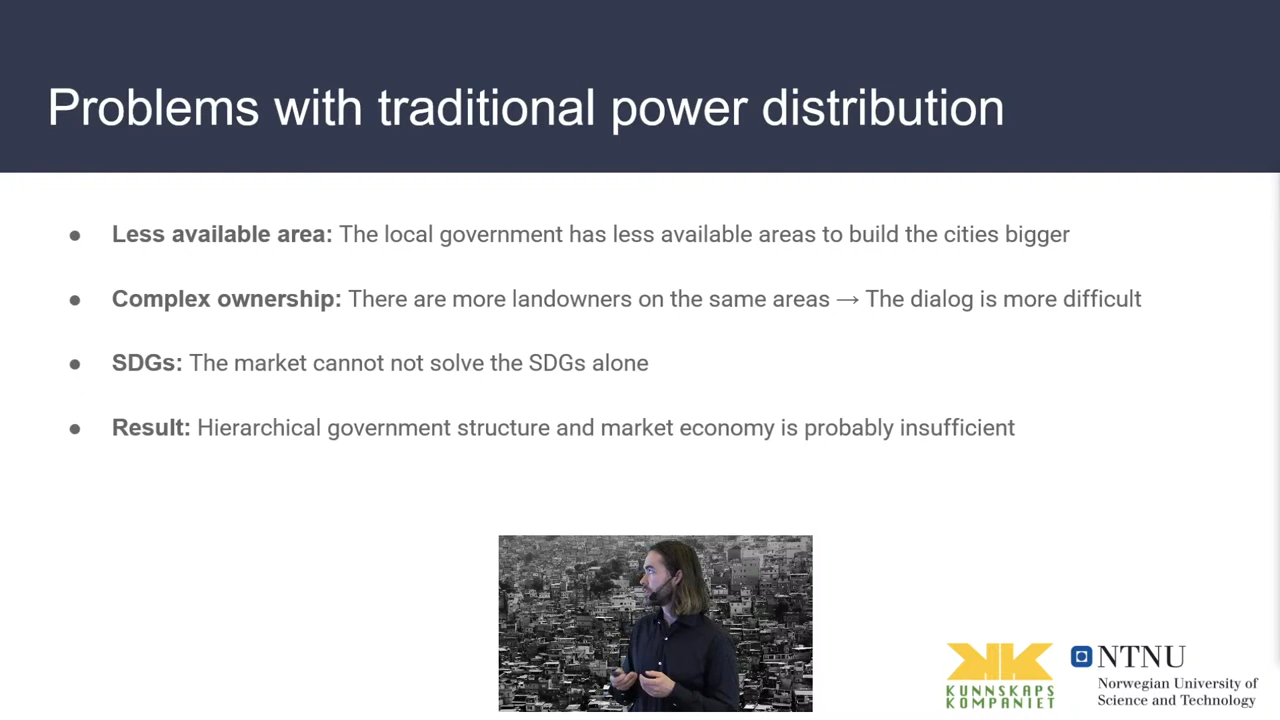 Problems with traditional power distribution
● Less available area: The local government has less available areas to build the cities bigger
● Complex ownership: There are more landowners on the same areas → The dialog is more difficult
● SDGs: The market cannot not solve the SDGs alone
● Result: Hierarchical government structure and market economy is probably insufficient
KUNNSKAPS
KOMPANIET
NTNU
Norwegian University of
Science and Technology